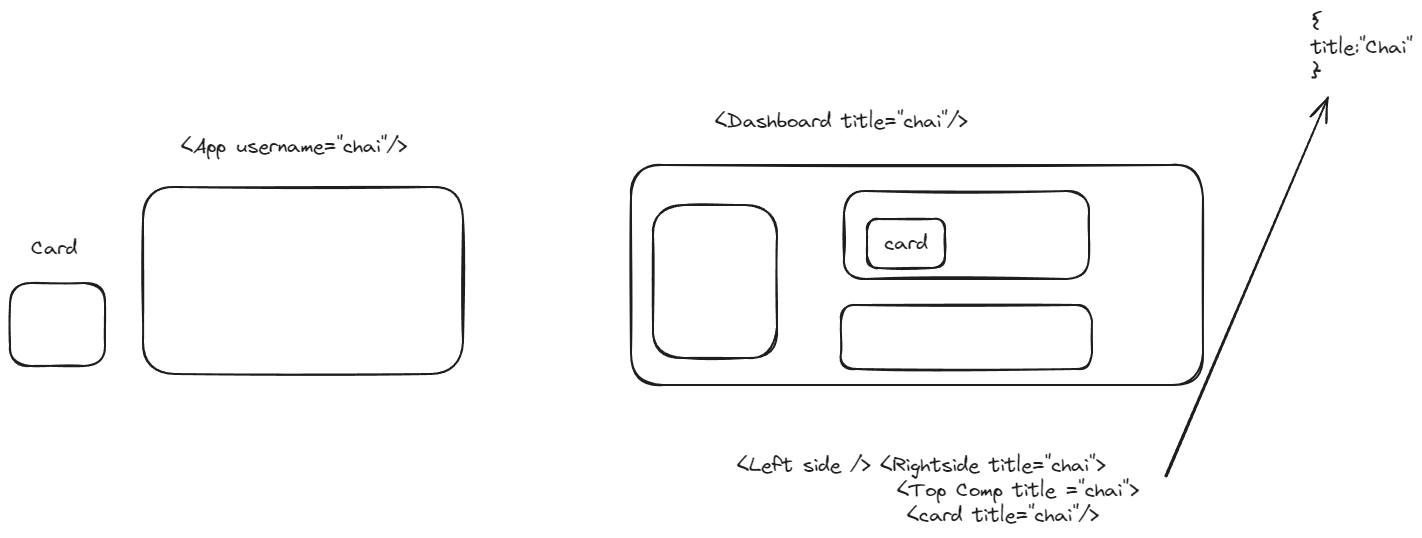 {
title:"Chai"
}
<Dashboard title="chai"/>
<App username="chai"/>
Card
card
<Left side /> <Rightside title="chai">
<Top Comp title ="chai">
<card title="chai"/>